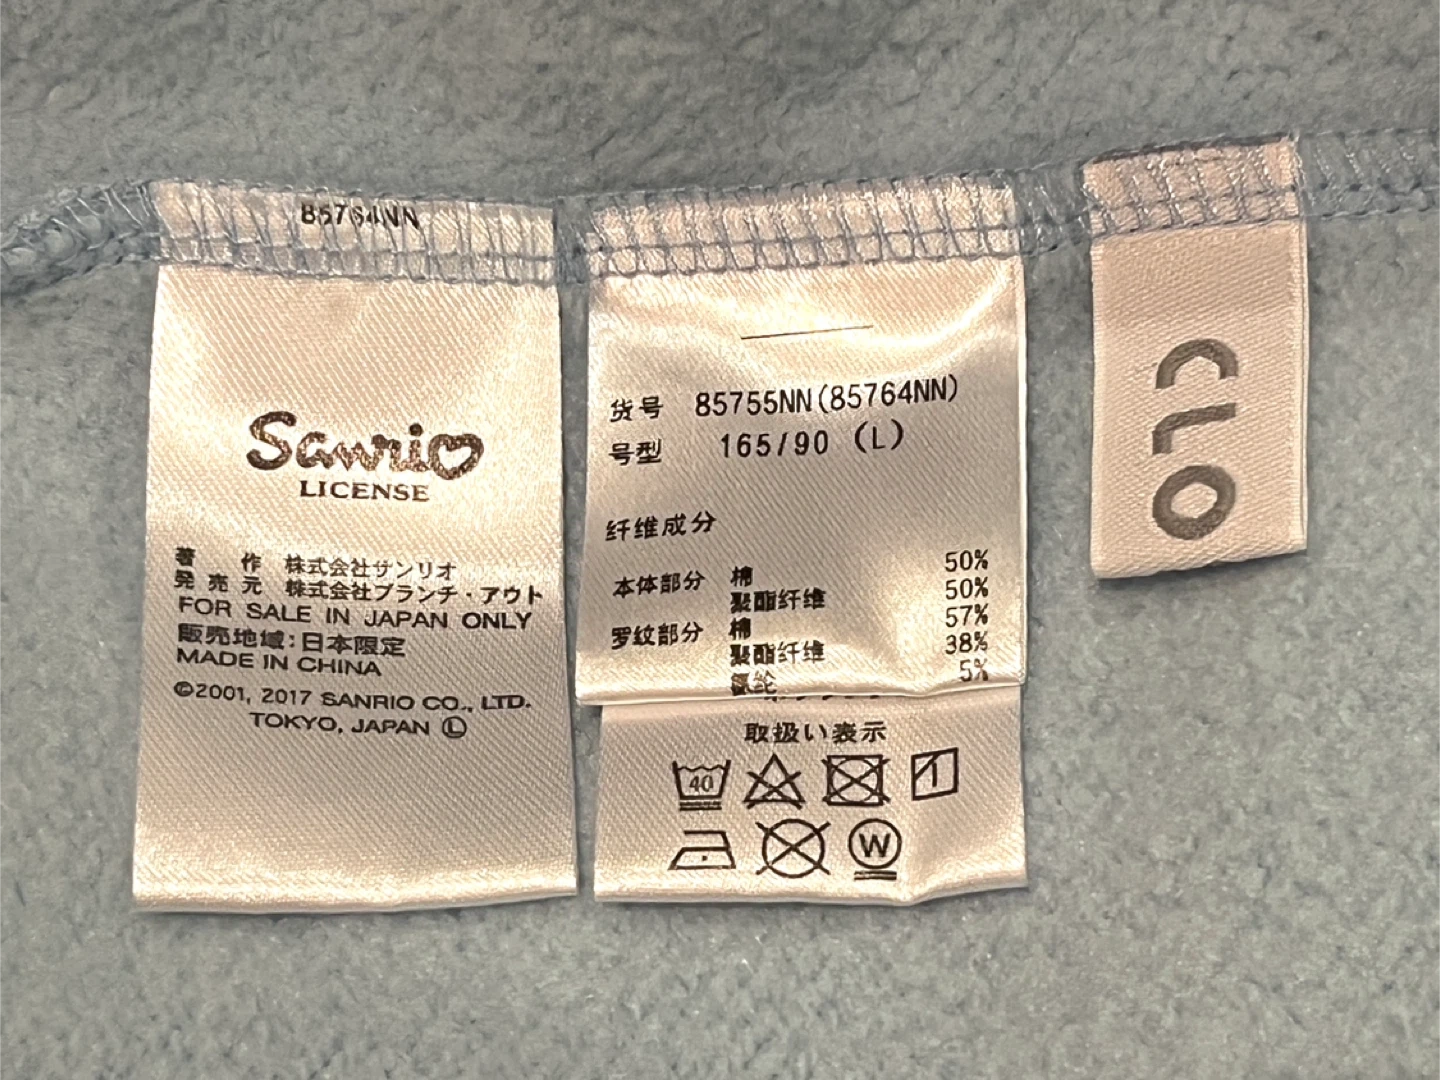 85764NN
Sanrio
LICENSE
著 作 株式会社サンリオ
発売元 株式会社ブランチ・アウト
FOR SALE IN JAPAN ONLY
販売地域:日本限定
MADE IN CHINA
©2001, 2017 SANRIO CO., LTD.
TOKYO, JAPAN Ⓛ
货号 85755NN(85764NN)
号型 165/90 (L)
纤维成分
本体部分 棉 50%
聚酯纤维 50%
罗纹部分 棉 57%
聚酯纤维 38%
氨纶 5%
取扱い表示
40
W
CLO